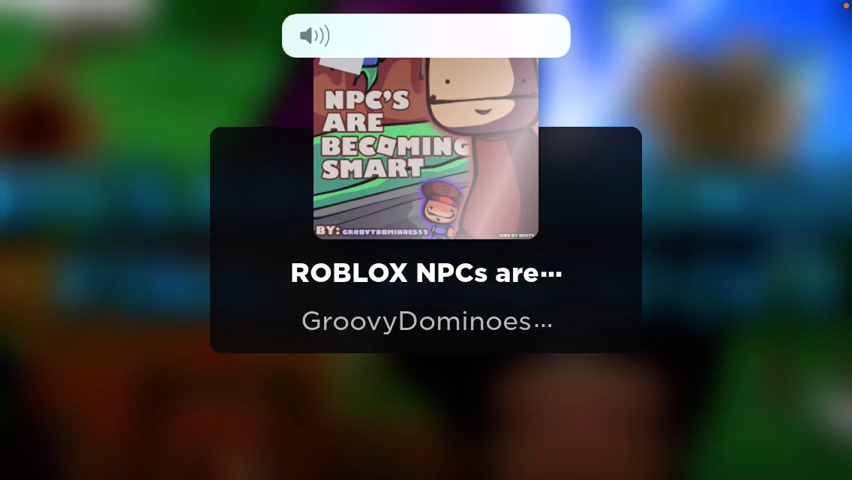 NPC'S
ARE
BECOMING
SMART
BY: GROOVYDOMINOES52
ROBLOX NPCs are...
GroovyDominoes...